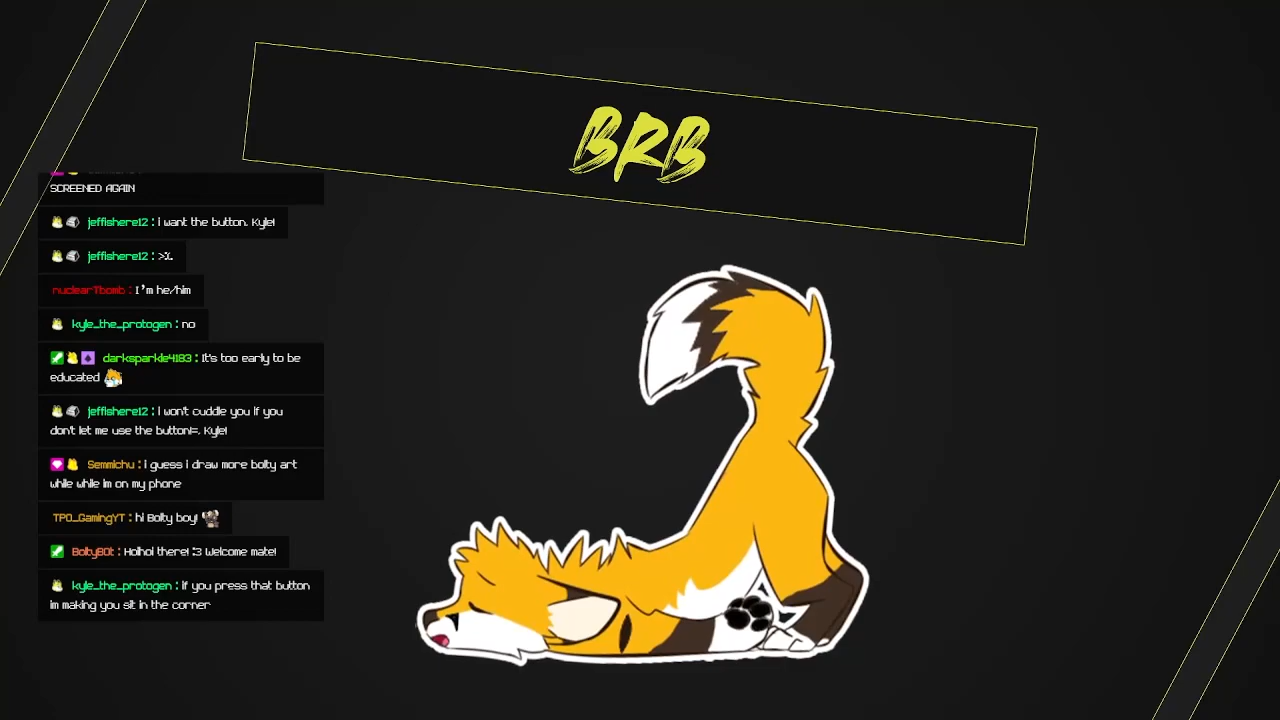 BRB
SCREENED AGAIN
jeffishere12 : i want the button. Kyle!
jeffishere12 : >:(
nuclear1bomb : I'm he/him
kyle_the_protogen : no
darksparkle4183 : It's too early to be
educated
jeffishere12 : i won't cuddle you if you
don't let me use the button!=, Kyle!
Semmichu : i guess i draw more bolty art
while while im on my phone
TPO_GamingYT : hi Bolty boy!
BoltyBOt : Hoihoi there! :3 Welcome mate!
kyle_the_protogen : if you press that button
im making you sit in the corner